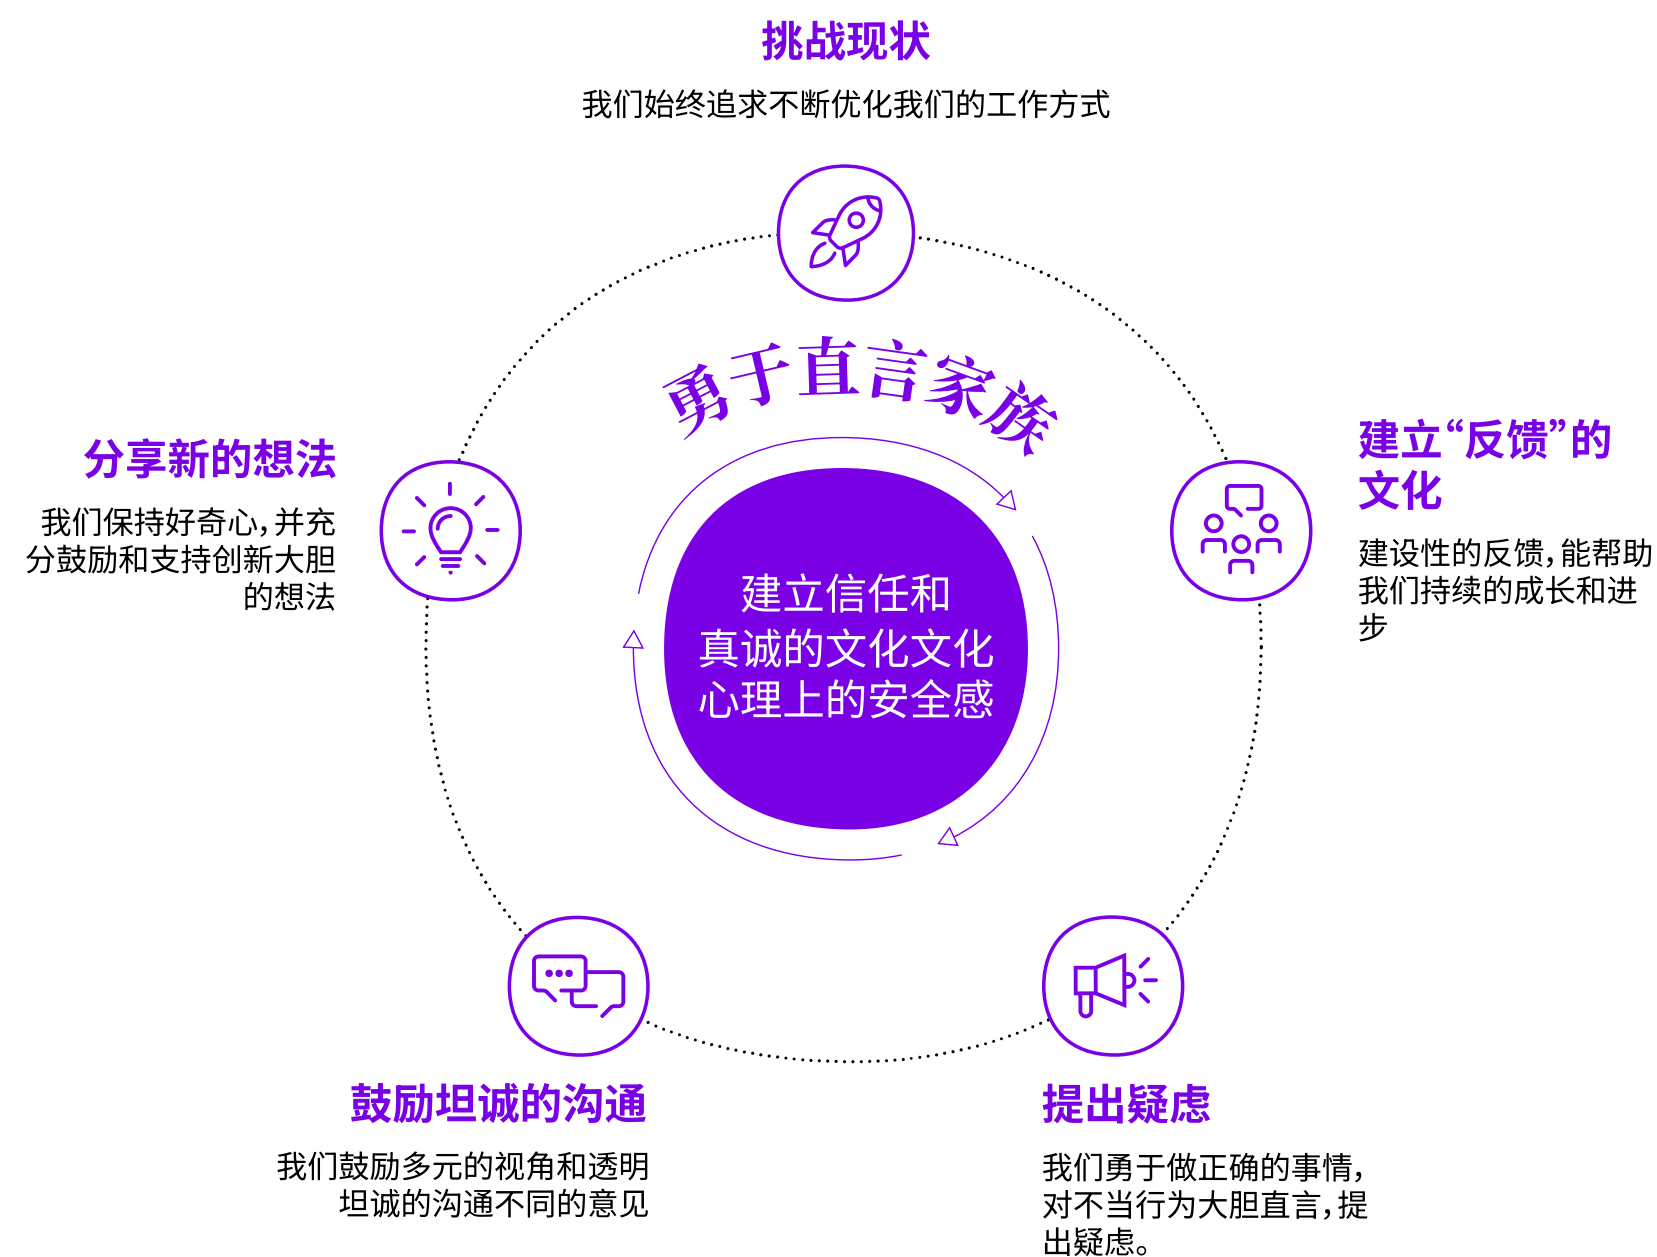 挑战现状
我们始终追求不断优化我们的工作方式
勇于直言家族
建立信任和
真诚的文化文化
心理上的安全感
建立“反馈”的
文化
建设性的反馈，能帮助
我们持续的成长和进
步
提出疑虑
我们勇于做正确的事情，
对不当行为大胆直言，提
出疑虑。
鼓励坦诚的沟通
我们鼓励多元的视角和透明
坦诚的沟通不同的意见
分享新的想法
我们保持好奇心，并充
分鼓励和支持创新大胆
的想法